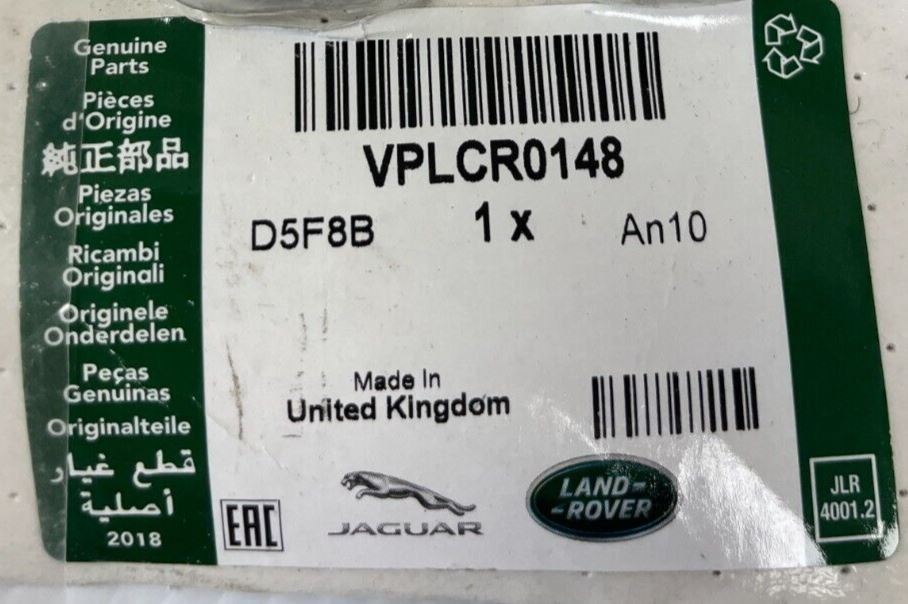 Genuine
Parts
Pièces
d'Origine
純正部品
Piezas
Originales
Ricambi
Originali
Originele
Onderdelen
Peças
Genuinas
Originalteile
قطع غيار
أصلية
2018
VPLCR0148
D5F8B 1 x An10
Made In
United Kingdom
EAC
JAGUAR
LAND-
-ROVER
JLR
4001.2